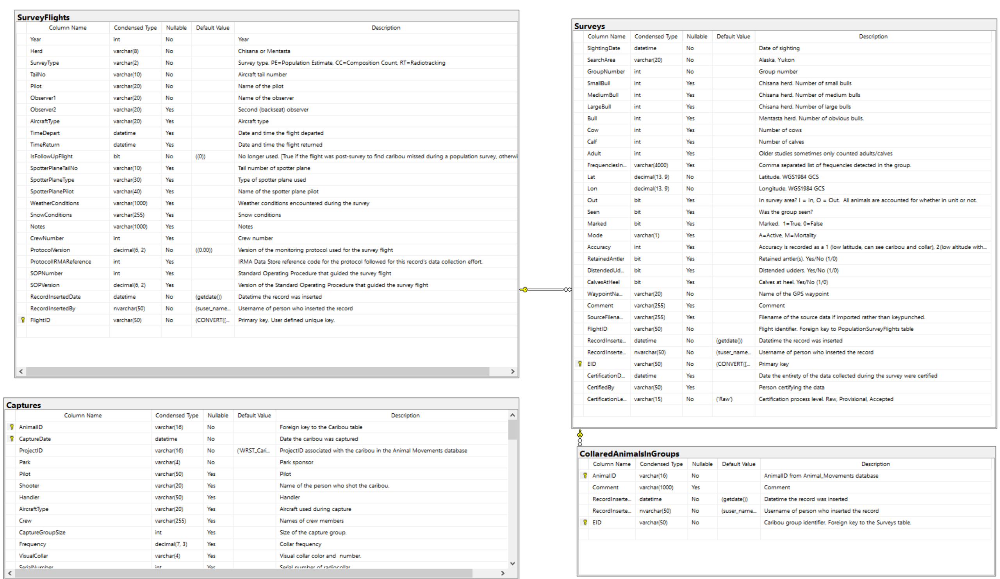 SurveyFlights
Column Name Condensed Type Nullable Default Value Description
Year int No Year
Herd varchar(8) No Chisana or Mentasta
SurveyType varchar(2) No Survey type. PE=Population Estimate, CC=Composition Count, RT=Radiotracking
TailNo varchar(10) No Aircraft tail number
Pilot varchar(20) No Name of the pilot
Observer1 varchar(20) No Name of the observer
Observer2 varchar(20) Yes Second (backseat) observer
AircraftType varchar(20) Yes Aircraft type
TimeDepart datetime Yes Date and time the flight departed
TimeReturn datetime Yes Date and time the flight returned
IsFollowUpFlight bit No ((0)) No longer used. [True if the flight was post-survey to find caribou missed during a population survey, otherwi
SpotterPlaneTailNo varchar(10) Yes Tail number of spotter plane
SpotterPlaneType varchar(30) Yes Type of spotter plane used
SpotterPlanePilot varchar(40) Yes Name of the spotter plane pilot
WeatherConditions varchar(1000) Yes Weather conditions encountered during the survey
SnowConditions varchar(255) Yes Snow conditions
Notes varchar(1000) Yes Notes
CrewNumber int Yes Crew number
ProtocolVersion decimal(6, 2) No ((0.00)) Version of the monitoring protocol used for the survey flight
ProtocolIRMAReference int Yes IRMA Data Store reference code for the protocol followed for this record's data collection effort.
SOPNumber int Yes Standard Operating Procedure that guided the survey flight
SOPVersion decimal(6, 2) Yes Version of the Standard Operating Procedure that guided the survey flight
RecordInsertedDate datetime No (getdate()) Datetime the record was inserted
RecordInsertedBy nvarchar(50) No (suser_name... Username of person who inserted the record
FlightID varchar(50) No (CONVERT([... Primary key. User defined unique key.
Surveys
Column Name Condensed Type Nullable Default Value Description
SightingDate datetime No Date of sighting
SearchArea varchar(20) No Alaska, Yukon
GroupNumber int No Group number
SmallBull int Yes Chisana herd. Number of small bulls
MediumBull int Yes Chisana herd. Number of medium bulls
LargeBull int Yes Chisana herd. Number of large bulls
Bull int Yes Mentasta herd. Number of obvious bulls.
Cow int Yes Number of cows
Calf int Yes Number of calves
Adult int Yes Older studies sometimes only counted adults/calves
FrequenciesIn... varchar(4000) Yes Comma separated list of frequencies detected in the group.
Lat decimal(13, 9) No Latitude. WGS1984 GCS
Lon decimal(13, 9) No Longitude. WGS1984 GCS
Out bit Yes In survey area? I = In, O = Out.  All animals are accounted for whether in unit or not.
Seen bit Yes Was the group seen?
Marked bit Yes Marked.  1=True, 0=False
Mode varchar(1) Yes A=Active, M=Mortality
Accuracy int Yes Accuracy is recorded as a 1 (low latitude, can see caribou and collar), 2(low altitude with...
RetainedAntler bit Yes Retained antler(s). Yes/No (1/0)
DistendedUd... bit Yes Distended udders. Yes/No (1/0)
CalvesAtHeel bit Yes Calves at heel. Yes/No (1/0)
WaypointNa... varchar(20) No Name of the GPS waypoint
Comment varchar(255) Yes Comment
SourceFilena... varchar(255) Yes Filename of the source data if imported rather than keypunched.
FlightID varchar(50) No Flight identifier. Foreign key to PopulationSurveyFlights table
RecordInserte... datetime No (getdate()) Datetime the record was inserted
RecordInserte... nvarchar(50) No (suser_name... Username of person who inserted the record
EID varchar(50) No (CONVERT([... Primary key
CertificationD... datetime Yes Date the entirety of the data collected during the survey were certified
CertifiedBy varchar(50) Yes Person certifying the data
CertificationLe... varchar(15) No ('Raw') Certification process level. Raw, Provisional, Accepted
Captures
Column Name Condensed Type Nullable Default Value Description
AnimalID varchar(16) No Foreign key to the Caribou table
CaptureDate datetime No Date the caribou was captured
ProjectID varchar(16) No ('WRST_Cari... ProjectID associated with the caribou in the Animal Movements database
Park varchar(4) No Park sponsor
Pilot varchar(50) Yes Pilot
Shooter varchar(20) Yes Name of the person who shot the caribou.
Handler varchar(50) Yes Handler
AircraftType varchar(20) Yes Aircraft used during capture
Crew varchar(255) Yes Names of crew members
CaptureGroupSize int Yes Size of the capture group.
Frequency decimal(7, 3) Yes Collar frequency
VisualCollar varchar(4) Yes Visual collar color and  number.
SerialNumber int Yes Serial number of radiocollar
CollaredAnimalsInGroups
Column Name Condensed Type Nullable Default Value Description
AnimalID varchar(16) No AnimalID from Animal_Movements database
Comment varchar(1000) Yes Comment
RecordInserte... datetime No (getdate()) Datetime the record was inserted
RecordInserte... nvarchar(50) No (suser_name... Username of person who inserted the record
EID varchar(50) No Caribou group identifier. Foreign key to the Surveys table.